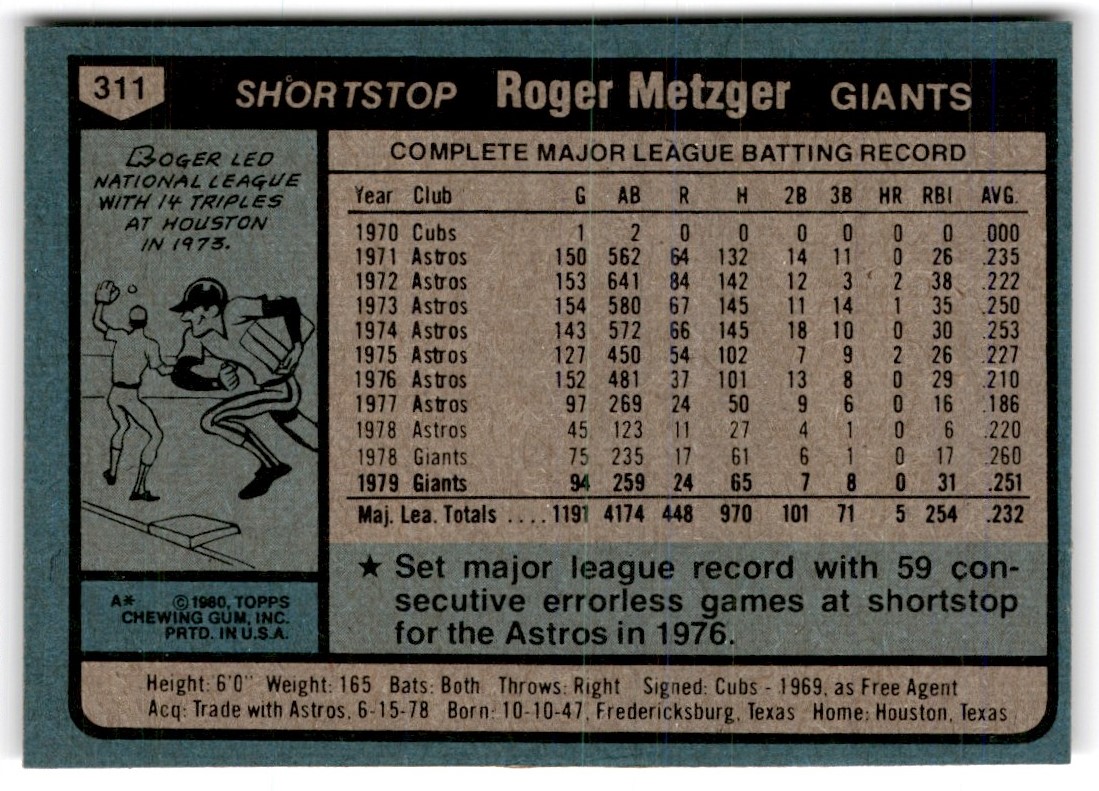 311 SHORTSTOP Roger Metzger GIANTS
ROGER LED
NATIONAL LEAGUE
WITH 14 TRIPLES
AT HOUSTON
IN 1973.
COMPLETE MAJOR LEAGUE BATTING RECORD
Year Club G AB R H 2B 3B HR RBI AVG.
1970 Cubs 1 2 0 0 0 0 0 0 .000
1971 Astros 150 562 64 132 14 11 0 26 .235
1972 Astros 153 641 84 142 12 3 2 38 .222
1973 Astros 154 580 67 145 11 14 1 35 .250
1974 Astros 143 572 66 145 18 10 0 30 .253
1975 Astros 127 450 54 102 7 9 2 26 .227
1976 Astros 152 481 37 101 13 8 0 29 .210
1977 Astros 97 269 24 50 9 6 0 16 .186
1978 Astros 45 123 11 27 4 1 0 6 .220
1978 Giants 75 235 17 61 6 1 0 17 .260
1979 Giants 94 259 24 65 7 8 0 31 .251
Maj. Lea. Totals .... 1191 4174 448 970 101 71 5 254 .232
★ Set major league record with 59 con-
secutive errorless games at shortstop
for the Astros in 1976.
A* ©1980, TOPPS
CHEWING GUM, INC.
PRTD. IN U.S.A.
Height: 6'0" Weight: 165 Bats: Both Throws: Right Signed: Cubs - 1969, as Free Agent
Acq: Trade with Astros, 6-15-78 Born: 10-10-47, Fredericksburg, Texas Home: Houston, Texas